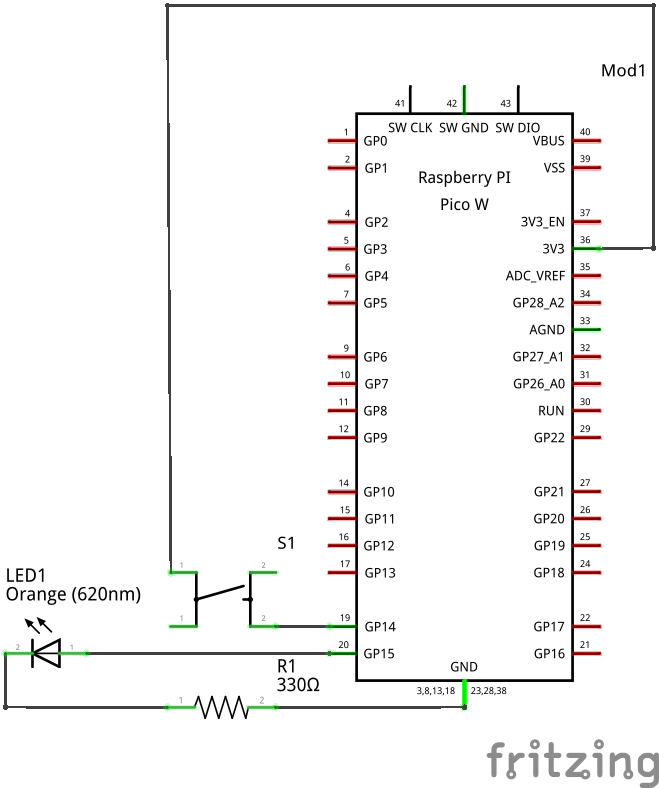 Mod1
41 42 43
SW CLK SW GND SW DIO
1 GP0 VBUS 40
2 GP1 VSS 39
Raspberry PI
Pico W
4 GP2 3V3_EN 37
5 GP3 3V3 36
6 GP4 ADC_VREF 35
7 GP5 GP28_A2 34
AGND 33
9 GP6 GP27_A1 32
10 GP7 GP26_A0 31
11 GP8 RUN 30
12 GP9 GP22 29
14 GP10 GP21 27
15 GP11 GP20 26
16 GP12 GP19 25
17 GP13 GP18 24
S1
1 2
LED1
Orange (620nm)
1 2
19 GP14 GP17 22
2 1
20 GP15 GP16 21
R1
330Ω
GND
3,8,13,18 23,28,38
1 2
fritzing